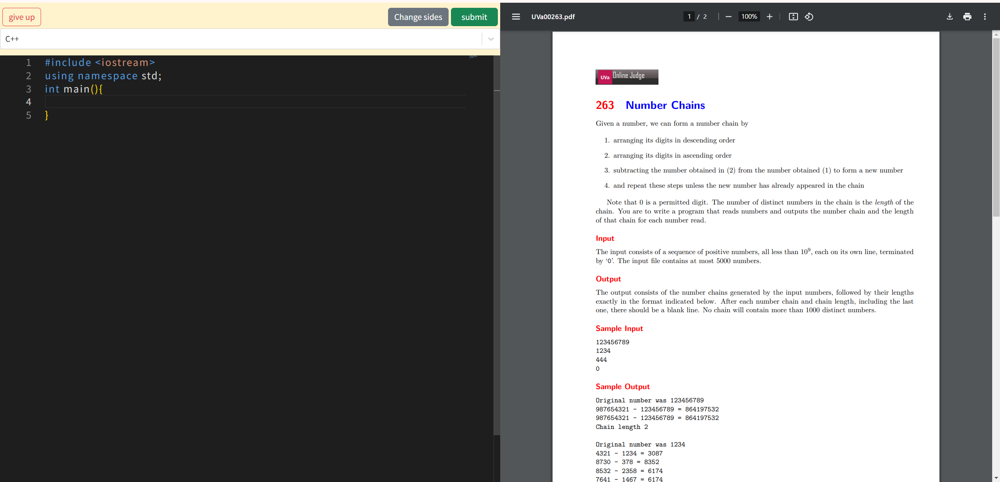 give up
Change sides
submit
C++
1 #include <iostream>
2 using namespace std;
3 int main(){
4
5 }
UVa00263.pdf
1 / 2
100%
UVa Online Judge
263 Number Chains
Given a number, we can form a number chain by
1. arranging its digits in descending order
2. arranging its digits in ascending order
3. subtracting the number obtained in (2) from the number obtained (1) to form a new number
4. and repeat these steps unless the new number has already appeared in the chain
Note that 0 is a permitted digit. The number of distinct numbers in the chain is the length of the
chain. You are to write a program that reads numbers and outputs the number chain and the length
of that chain for each number read.
Input
The input consists of a sequence of positive numbers, all less than 10⁹, each on its own line, terminated
by ‘0’. The input file contains at most 5000 numbers.
Output
The output consists of the number chains generated by the input numbers, followed by their lengths
exactly in the format indicated below. After each number chain and chain length, including the last
one, there should be a blank line. No chain will contain more than 1000 distinct numbers.
Sample Input
123456789
1234
444
0
Sample Output
Original number was 123456789
987654321 - 123456789 = 864197532
987654321 - 123456789 = 864197532
Chain length 2
Original number was 1234
4321 - 1234 = 3087
8730 - 378 = 8352
8532 - 2358 = 6174
7641 - 1467 = 6174